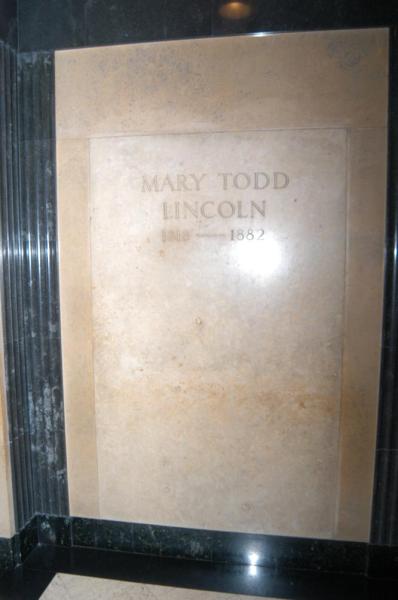 MARY TODD
LINCOLN
1818 — 1882